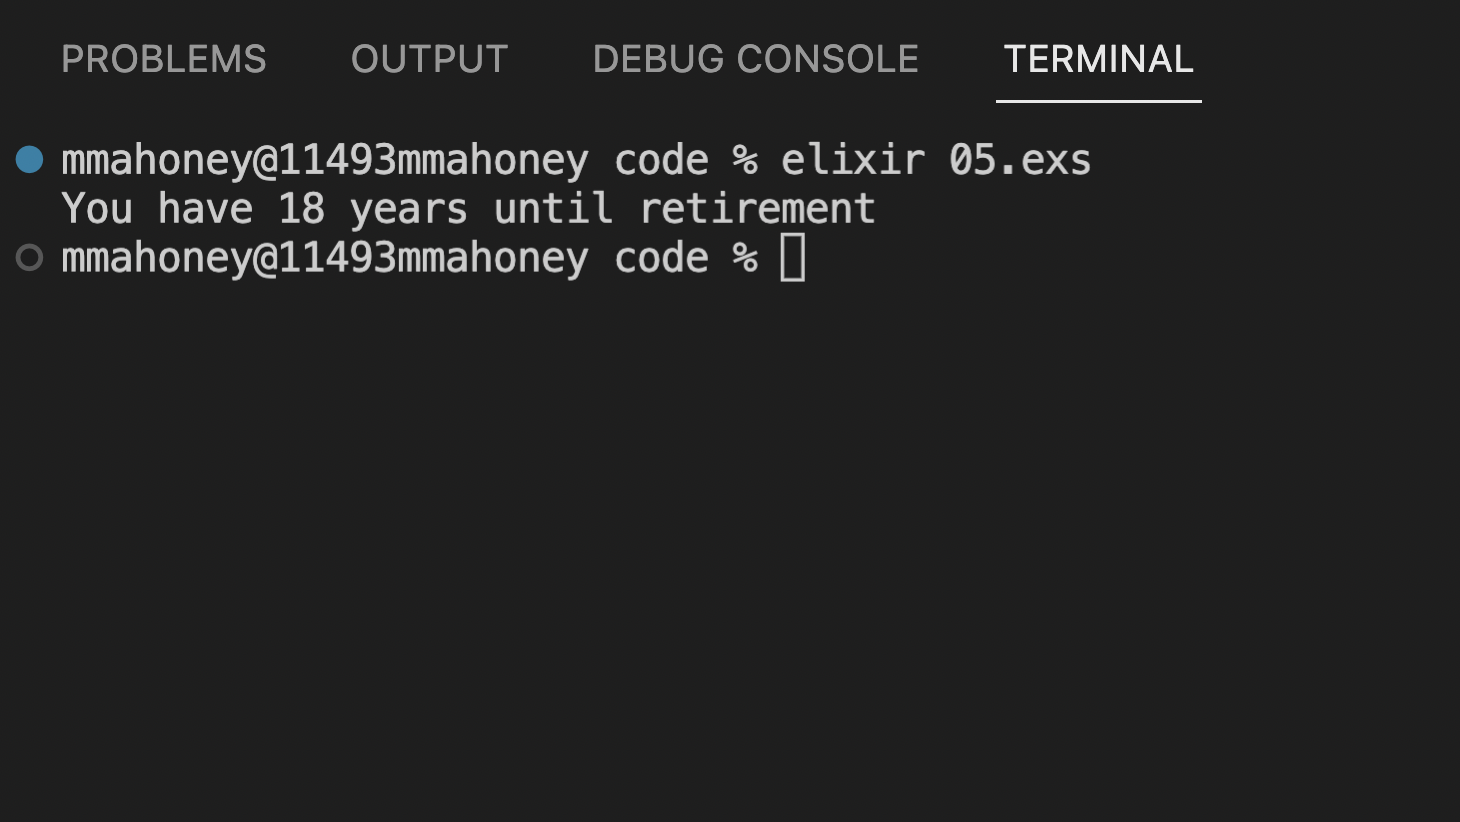 PROBLEMS OUTPUT DEBUG CONSOLE TERMINAL
mmahoney@11493mmahoney code % elixir 05.exs
You have 18 years until retirement
mmahoney@11493mmahoney code %